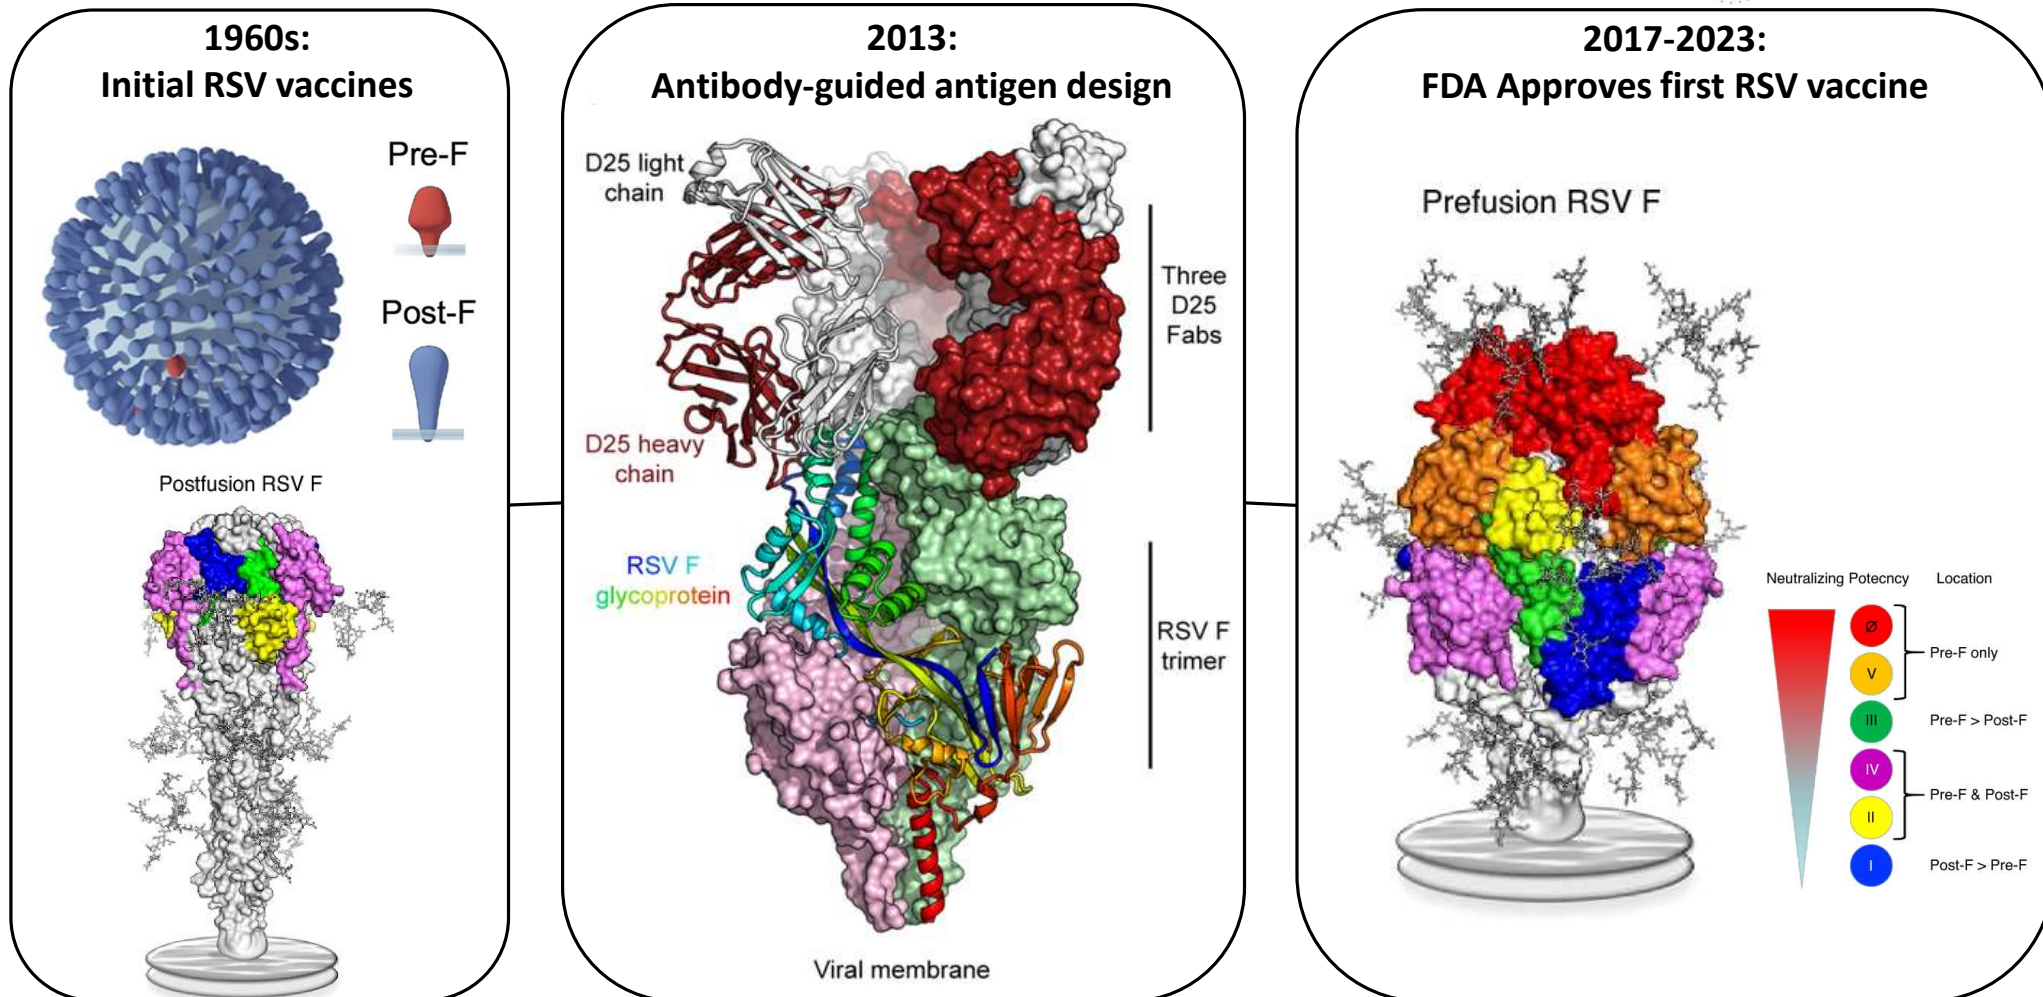 1960s:
Initial RSV vaccines
Pre-F
Post-F
Postfusion RSV F
2013:
Antibody-guided antigen design
D25 light
chain
Three
D25
Fabs
D25 heavy
chain
RSV F
glycoprotein
RSV F
trimer
Viral membrane
2017-2023:
FDA Approves first RSV vaccine
Prefusion RSV F
Neutralizing Potecncy Location
Ø
Pre-F only
V
III Pre-F > Post-F
IV
Pre-F & Post-F
II
I Post-F > Pre-F